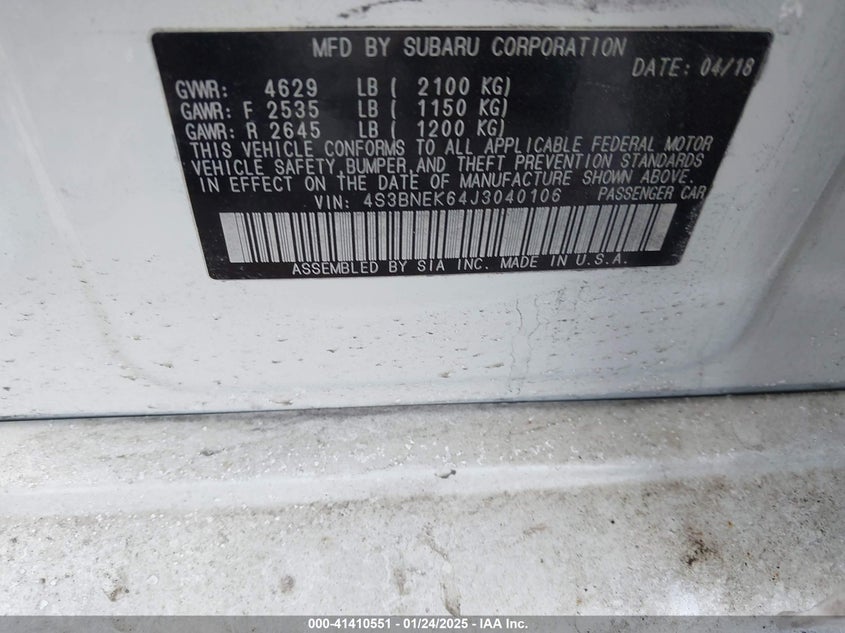 MFD BY SUBARU CORPORATION
DATE: 04/18
GVWR: 4629 LB ( 2100 KG)
GAWR: F 2535 LB ( 1150 KG)
GAWR: R 2645 LB ( 1200 KG)
THIS VEHICLE CONFORMS TO ALL APPLICABLE FEDERAL MOTOR
VEHICLE SAFETY, BUMPER, AND THEFT PREVENTION STANDARDS
IN EFFECT ON THE DATE OF MANUFACTURE SHOWN ABOVE.
VIN: 4S3BNEK64J3040106 PASSENGER CAR
ASSEMBLED BY SIA INC. MADE IN U.S.A.
000-41410551 - 01/24/2025 - IAA Inc.